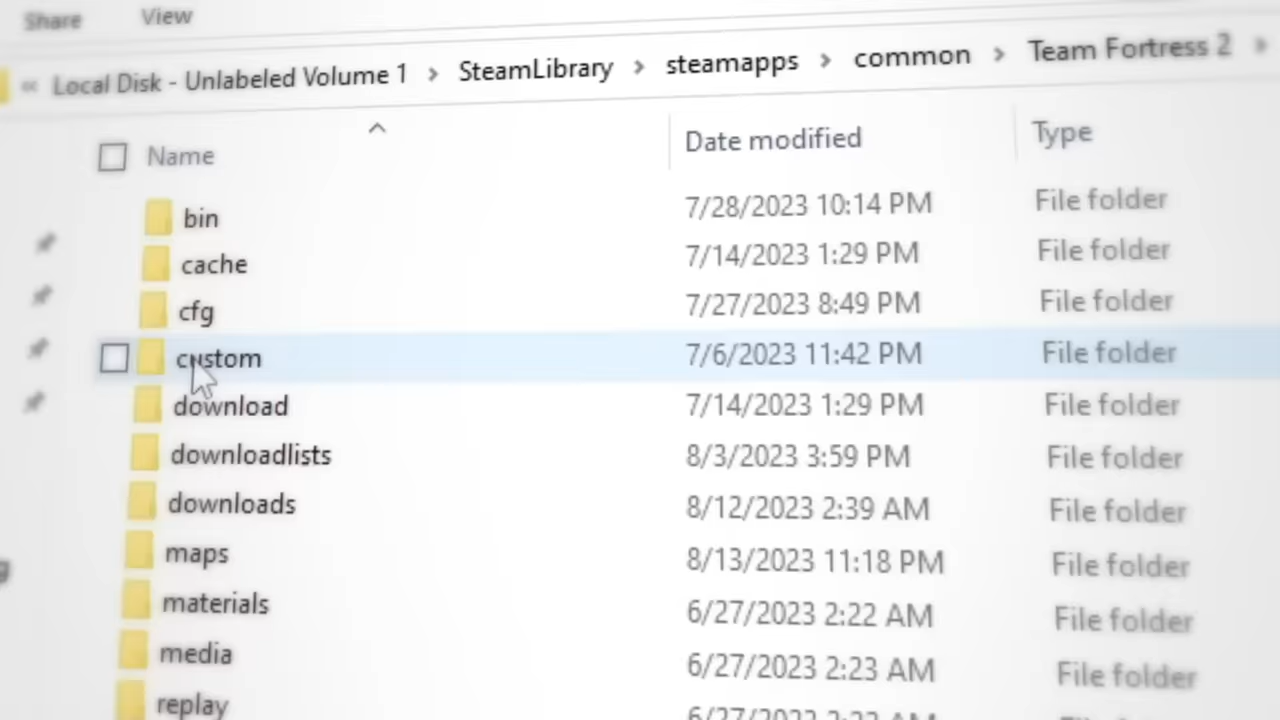 Share View
« Local Disk - Unlabeled Volume 1 > SteamLibrary > steamapps > common > Team Fortress 2 >
Name Date modified Type
bin 7/28/2023 10:14 PM File folder
cache 7/14/2023 1:29 PM File folder
cfg 7/27/2023 8:49 PM File folder
custom 7/6/2023 11:42 PM File folder
download 7/14/2023 1:29 PM File folder
downloadlists 8/3/2023 3:59 PM File folder
downloads 8/12/2023 2:39 AM File folder
maps 8/13/2023 11:18 PM File folder
materials 6/27/2023 2:22 AM File folder
media 6/27/2023 2:23 AM File folder
replay